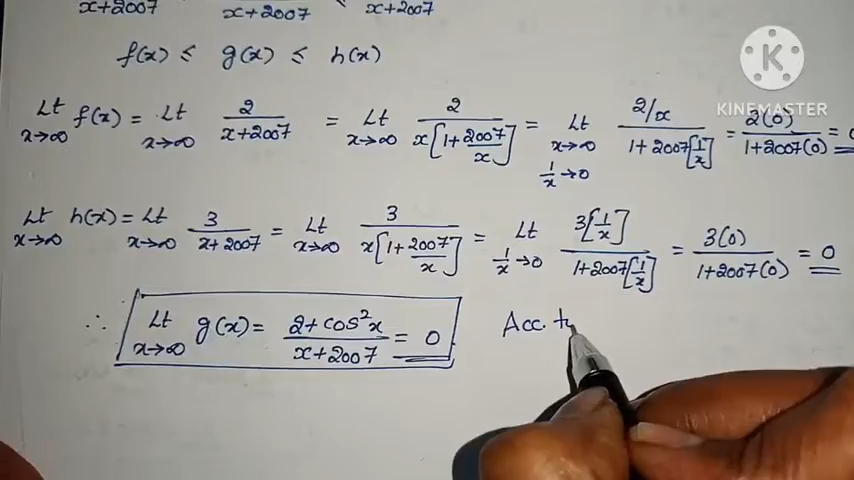 x+2007 x+2007 x+2007
f(x) ≤ g(x) ≤ h(x)
Lt x→∞ f(x) = Lt x→∞ 2/(x+2007) = Lt x→∞ 2/(x[1+2007/x]) = Lt x→∞ 1/x→0 (2/x)/(1+2007[1/x]) = 2(0)/(1+2007(0)) = 0
Lt x→∞ h(x) = Lt x→∞ 3/(x+2007) = Lt x→∞ 3/(x[1+2007/x]) = Lt 1/x→0 3[1/x]/(1+2007[1/x]) = 3(0)/(1+2007(0)) = 0
∴ Lt x→∞ g(x) = (2+cos²x)/(x+2007) = 0 Acc. to
KINEMASTER